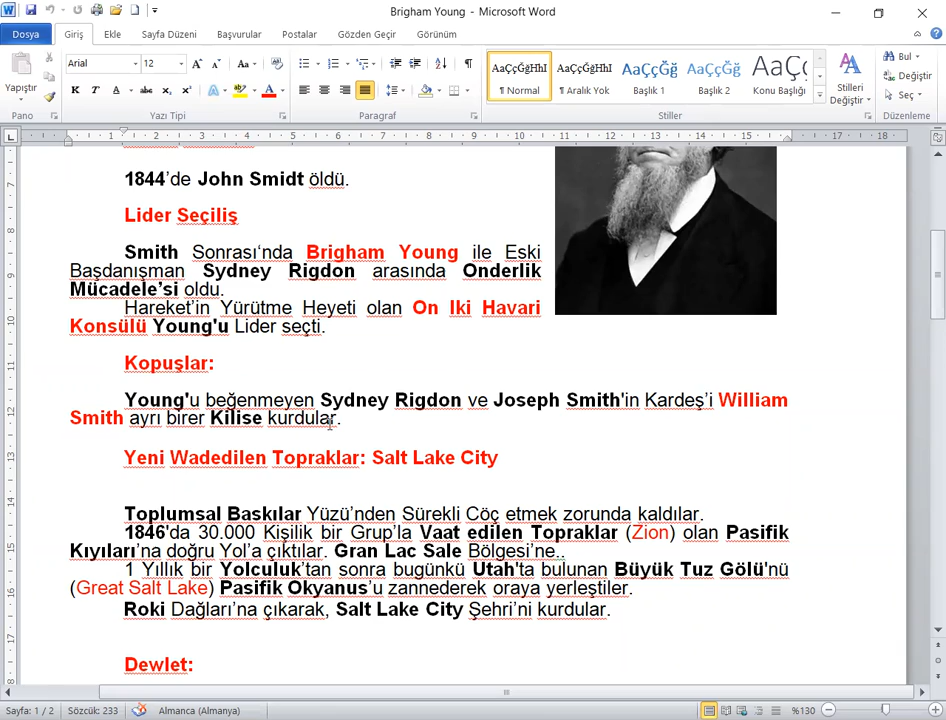 Brigham Young - Microsoft Word
Dosya Giriş Ekle Sayfa Düzeni Başvurular Postalar Gözden Geçir Görünüm
Arial 12
Yapıştır
AaÇçĞğHhI AaÇçĞğHhI AaÇçĞğ AaÇçĞğ AaÇç
¶ Normal ¶ Aralık Yok Başlık 1 Başlık 2 Konu Başlığı
Stilleri Değiştir
Bul
Değiştir
Seç
Pano Yazı Tipi Paragraf Stiller Düzenleme
1844’de John Smidt öldü.
Lider Seçiliş
Smith Sonrası‘nda Brigham Young ile Eski
Başdanışman Sydney Rigdon arasında Onderlik
Mücadele’si oldu.
Hareket’in Yürütme Heyeti olan On Iki Havari
Konsülü Young'u Lider seçti.
Kopuşlar:
Young'u beğenmeyen Sydney Rigdon ve Joseph Smith'in Kardeş’i William
Smith ayrı birer Kilise kurdular.
Yeni Wadedilen Topraklar: Salt Lake City
Toplumsal Baskılar Yüzü’nden Sürekli Cöç etmek zorunda kaldılar.
1846'da 30.000 Kişilik bir Grup’la Vaat edilen Topraklar (Zion) olan Pasifik
Kıyıları’na doğru Yol’a çıktılar. Gran Lac Sale Bölgesi’ne..
1 Yıllık bir Yolculuk’tan sonra bugünkü Utah'ta bulunan Büyük Tuz Gölü'nü
(Great Salt Lake) Pasifik Okyanus’u zannederek oraya yerleştiler.
Roki Dağları’na çıkarak, Salt Lake City Şehri’ni kurdular.
Dewlet:
Sayfa: 1 / 2 Sözcük: 233 Almanca (Almanya) %130